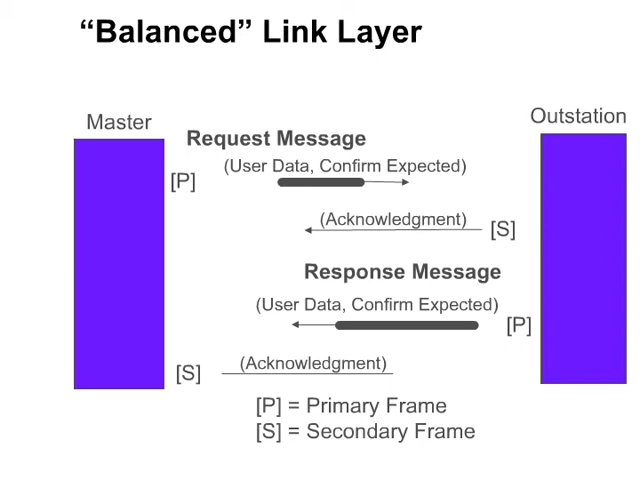 “Balanced” Link Layer
Master
Outstation
Request Message
(User Data, Confirm Expected)
[P]
(Acknowledgment)
[S]
Response Message
(User Data, Confirm Expected)
[P]
(Acknowledgment)
[S]
[P] = Primary Frame
[S] = Secondary Frame